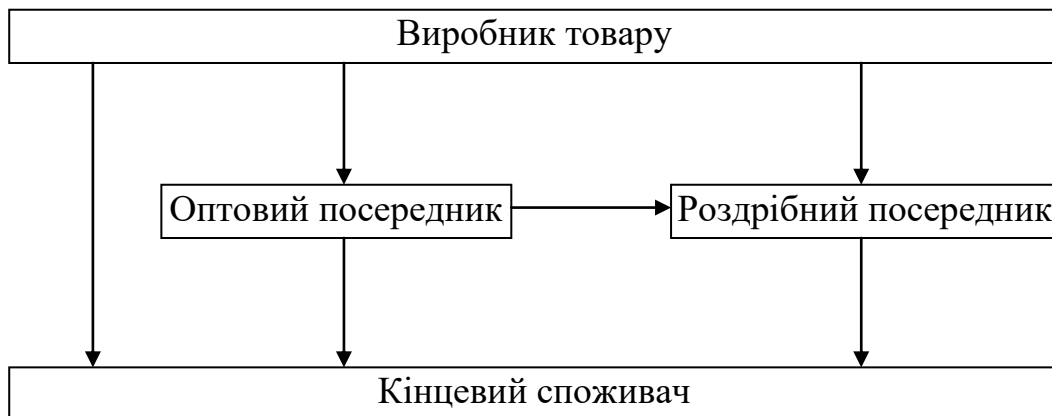 Виробник товару
Оптовий посередник
Роздрібний посередник
Кінцевий споживач